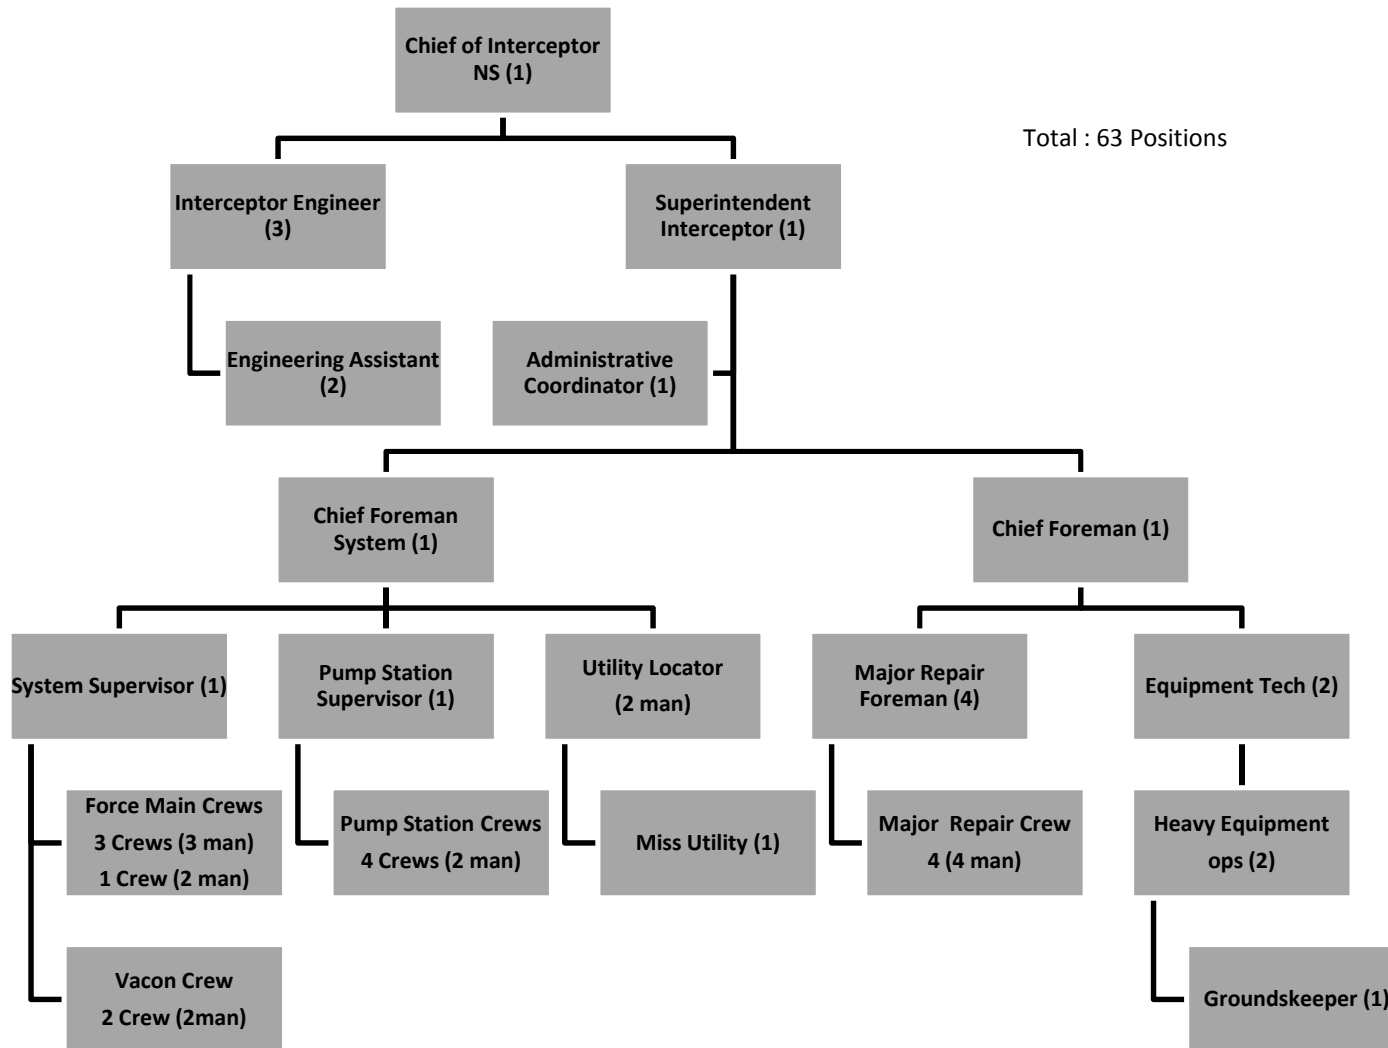 Chief of Interceptor
NS (1)
Total : 63 Positions
Interceptor Engineer
(3)
Superintendent
Interceptor (1)
Engineering Assistant
(2)
Administrative
Coordinator (1)
Chief Foreman
System (1)
Chief Foreman (1)
System Supervisor (1)
Pump Station
Supervisor (1)
Utility Locator
(2 man)
Major Repair
Foreman (4)
Equipment Tech (2)
Force Main Crews
3 Crews (3 man)
1 Crew (2 man)
Pump Station Crews
4 Crews (2 man)
Miss Utility (1)
Major  Repair Crew
4 (4 man)
Heavy Equipment
ops (2)
Vacon Crew
2 Crew (2man)
Groundskeeper (1)